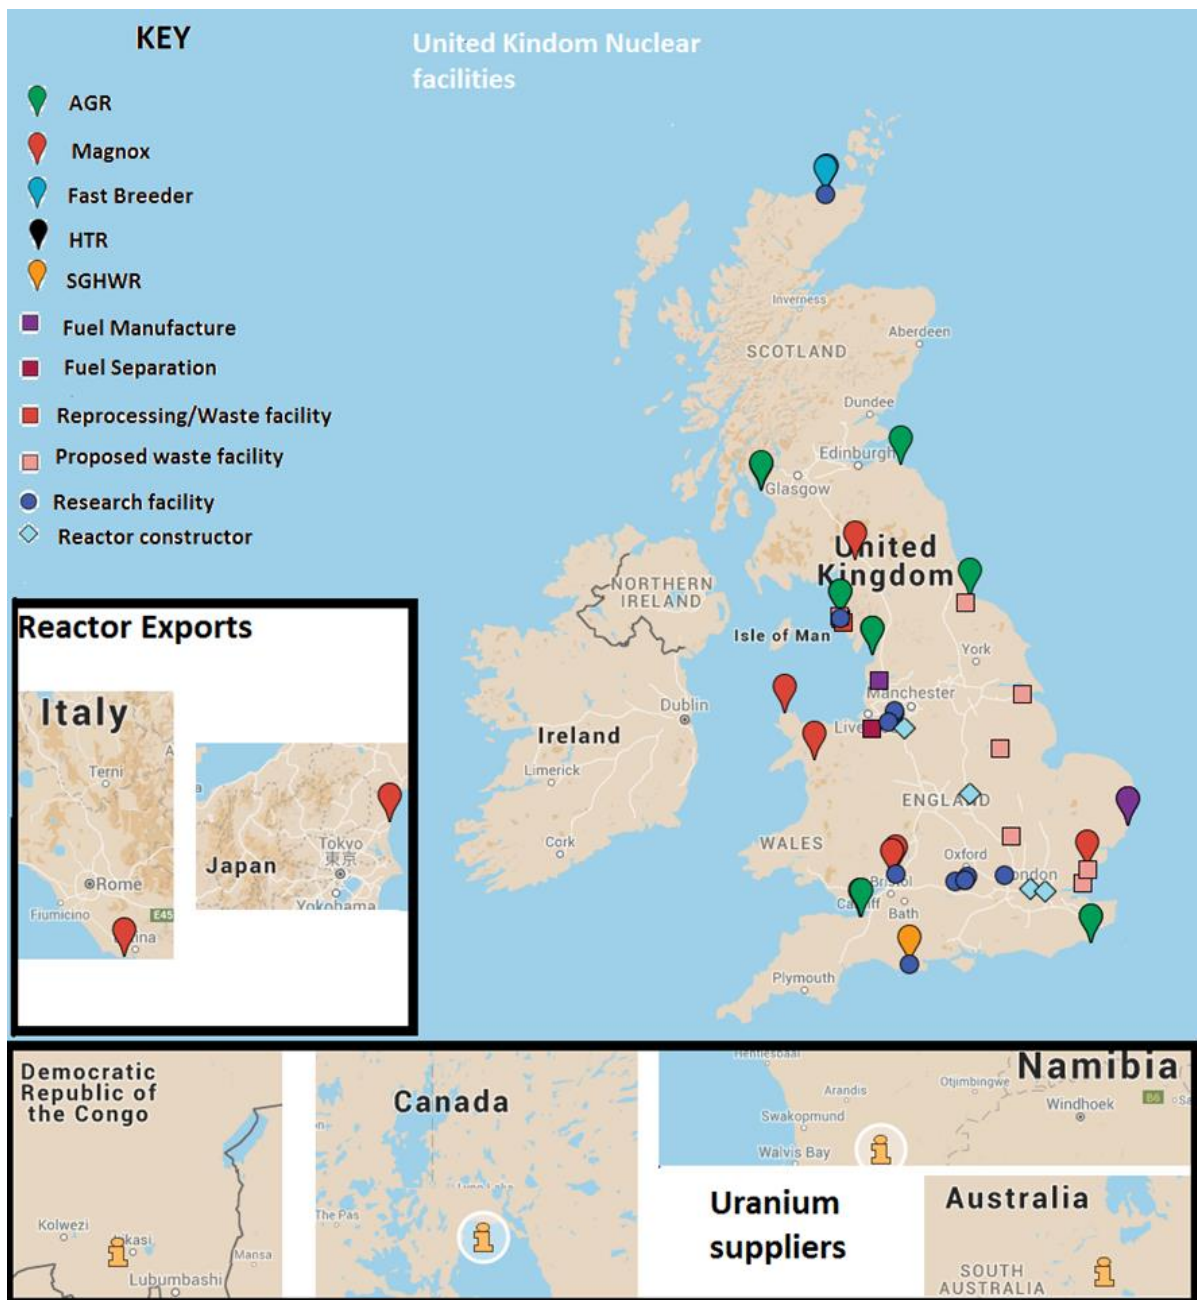 KEY
AGR
Magnox
Fast Breeder
HTR
SGHWR
Fuel Manufacture
Fuel Separation
Reprocessing/Waste facility
Proposed waste facility
Research facility
Reactor constructor
United Kindom Nuclear
facilities
Inverness
Aberdeen
SCOTLAND
Dundee
Edinburgh
Glasgow
United
Kingdom
NORTHERN
IRELAND
Isle of Man
York
Manchester
Dublin
Ireland
Limerick
Cork
ENGLAND
WALES
Oxford
Bristol
Cardiff
Bath
Plymouth
Reactor Exports
Italy
Terni
Rome
Fiumicino
E45
Japan
Tokyo
東京
Yokohama
Democratic
Republic of
the Congo
Kolwezi
Mansa
Lubumbashi
Canada
The Pas
Namibia
Arandis
Otjimbingwe
B6
Windhoek
Swakopmund
Walvis Bay
Uranium
suppliers
Australia
SOUTH
AUSTRALIA